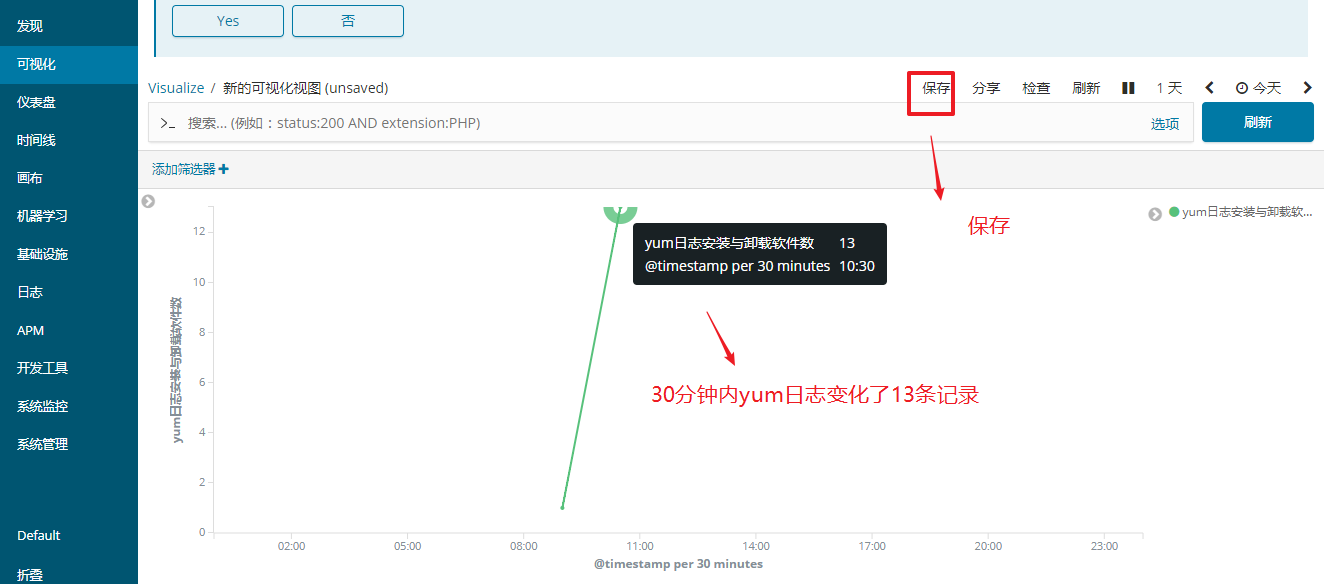 发现
可视化
仪表盘
时间线
画布
机器学习
基础设施
日志
APM
开发工具
系统监控
系统管理
Default
折叠
Yes
否
Visualize / 新的可视化视图 (unsaved)
保存 分享 检查 刷新 1 天 今天
>_ 搜索... (例如：status:200 AND extension:PHP)
选项
刷新
添加筛选器
保存
yum日志安装与卸载软件数 13
@timestamp per 30 minutes 10:30
yum日志安装与卸载软...
30分钟内yum日志变化了13条记录
yum日志安装与卸载软件数
12
10
8
6
4
2
0
02:00 05:00 08:00 11:00 14:00 17:00 20:00 23:00
@timestamp per 30 minutes